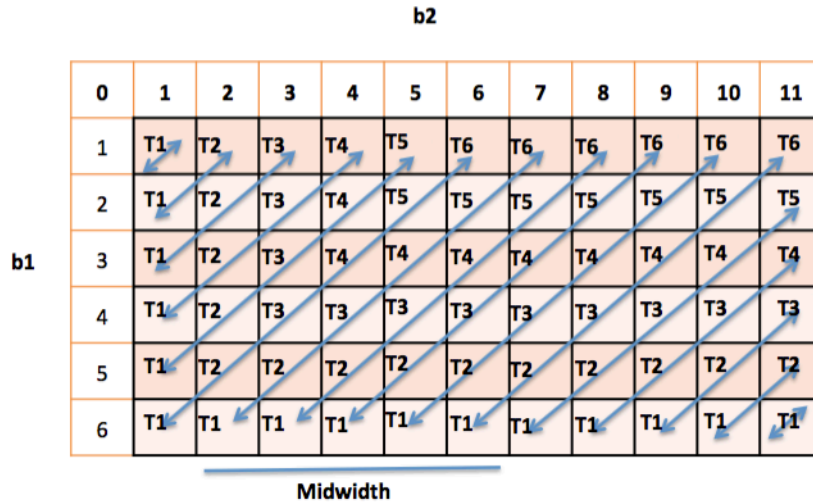 b2
0 1 2 3 4 5 6 7 8 9 10 11
1 T1 T2 T3 T4 T5 T6 T6 T6 T6 T6 T6
2 T1 T2 T3 T4 T5 T5 T5 T5 T5 T5 T5
b1
3 T1 T2 T3 T4 T4 T4 T4 T4 T4 T4 T4
4 T1 T2 T3 T3 T3 T3 T3 T3 T3 T3 T3
5 T1 T2 T2 T2 T2 T2 T2 T2 T2 T2 T2
6 T1 T1 T1 T1 T1 T1 T1 T1 T1 T1 T1
Midwidth